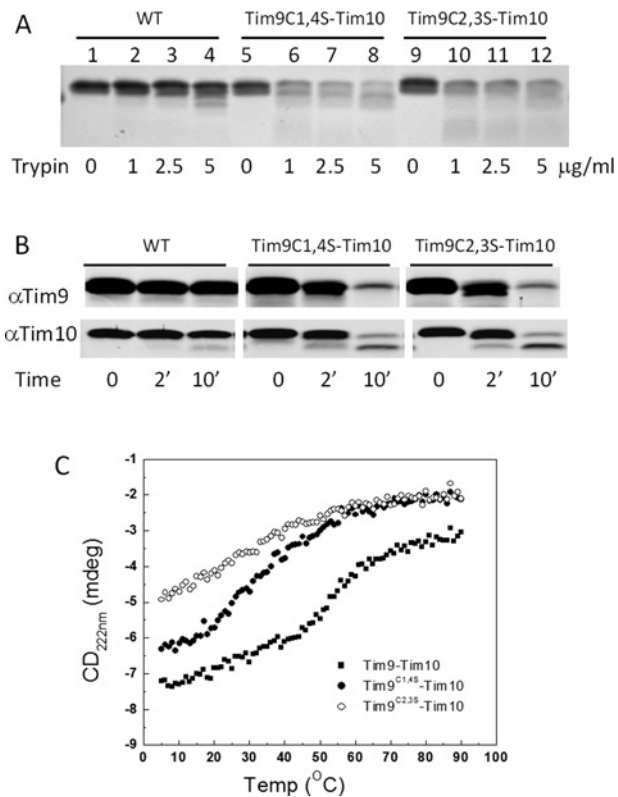 A
WT Tim9C1,4S-Tim10 Tim9C2,3S-Tim10
1 2 3 4 5 6 7 8 9 10 11 12
Trypin 0 1 2.5 5 0 1 2.5 5 0 1 2.5 5 μg/ml
B
WT Tim9C1,4S-Tim10 Tim9C2,3S-Tim10
αTim9
αTim10
Time 0 2’ 10’ 0 2’ 10’ 0 2’ 10’
C
-1
-2
-3
-4
-5
-6
-7
-8
-9
CD222nm (mdeg)
Tim9-Tim10
Tim9C1,4S-Tim10
Tim9C2,3S-Tim10
0 10 20 30 40 50 60 70 80 90 100
Temp (OC)